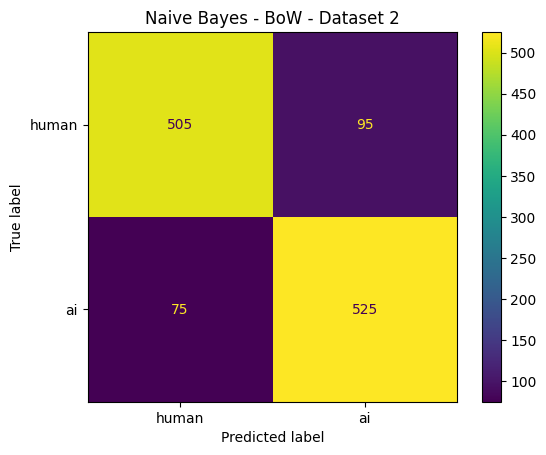 Naive Bayes - BoW - Dataset 2
True label
human
505
95
ai
75
525
human
ai
Predicted label
500
450
400
350
300
250
200
150
100